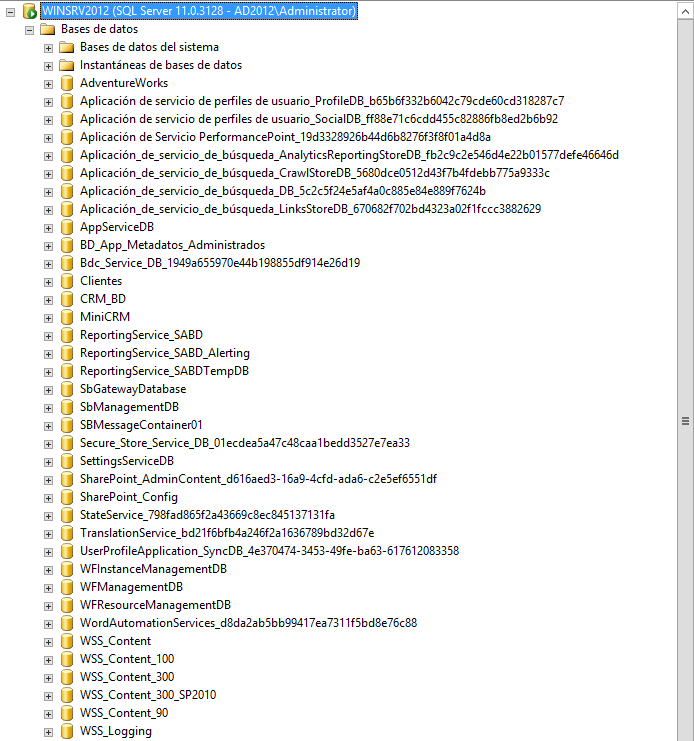 WINSRV2012 (SQL Server 11.0.3128 - AD2012\Administrator)
Bases de datos
Bases de datos del sistema
Instantáneas de bases de datos
AdventureWorks
Aplicación de servicio de perfiles de usuario_ProfileDB_b65b6f332b6042c79cde60cd318287c7
Aplicación de servicio de perfiles de usuario_SocialDB_ff88e71c6cdd455c82886fb8ed2b6b92
Aplicación de Servicio PerformancePoint_19d3328926b44d6b8276f3f8f01a4d8a
Aplicación_de_servicio_de_búsqueda_AnalyticsReportingStoreDB_fb2c9c2e546d4e22b01577defe46646d
Aplicación_de_servicio_de_búsqueda_CrawlStoreDB_5680dce0512d43f7b4fdebb775a9333c
Aplicación_de_servicio_de_búsqueda_DB_5c2c5f24e5af4a0c885e84e889f7624b
Aplicación_de_servicio_de_búsqueda_LinksStoreDB_670682f702bd4323a02f1fccc3882629
AppServiceDB
BD_App_Metadatos_Administrados
Bdc_Service_DB_1949a655970e44b198855df914e26d19
Clientes
CRM_BD
MiniCRM
ReportingService_SABD
ReportingService_SABD_Alerting
ReportingService_SABDTempDB
SbGatewayDatabase
SbManagementDB
SBMessageContainer01
Secure_Store_Service_DB_01ecdea5a47c48caa1bedd3527e7ea33
SettingsServiceDB
SharePoint_AdminContent_d616aed3-16a9-4cfd-ada6-c2e5ef6551df
SharePoint_Config
StateService_798fad865f2a43669c8ec845137131fa
TranslationService_bd21f6bfb4a246f2a1636789bd32d67e
UserProfileApplication_SyncDB_4e370474-3453-49fe-ba63-617612083358
WFInstanceManagementDB
WFManagementDB
WFResourceManagementDB
WordAutomationServices_d8da2ab5bb99417ea7311f5bd8e76c88
WSS_Content
WSS_Content_100
WSS_Content_300
WSS_Content_300_SP2010
WSS_Content_90
WSS_Logging